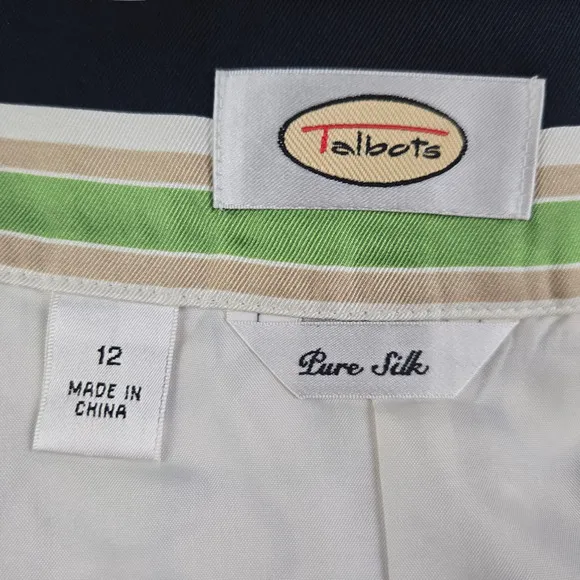 Talbots
12
MADE IN
CHINA
Pure Silk